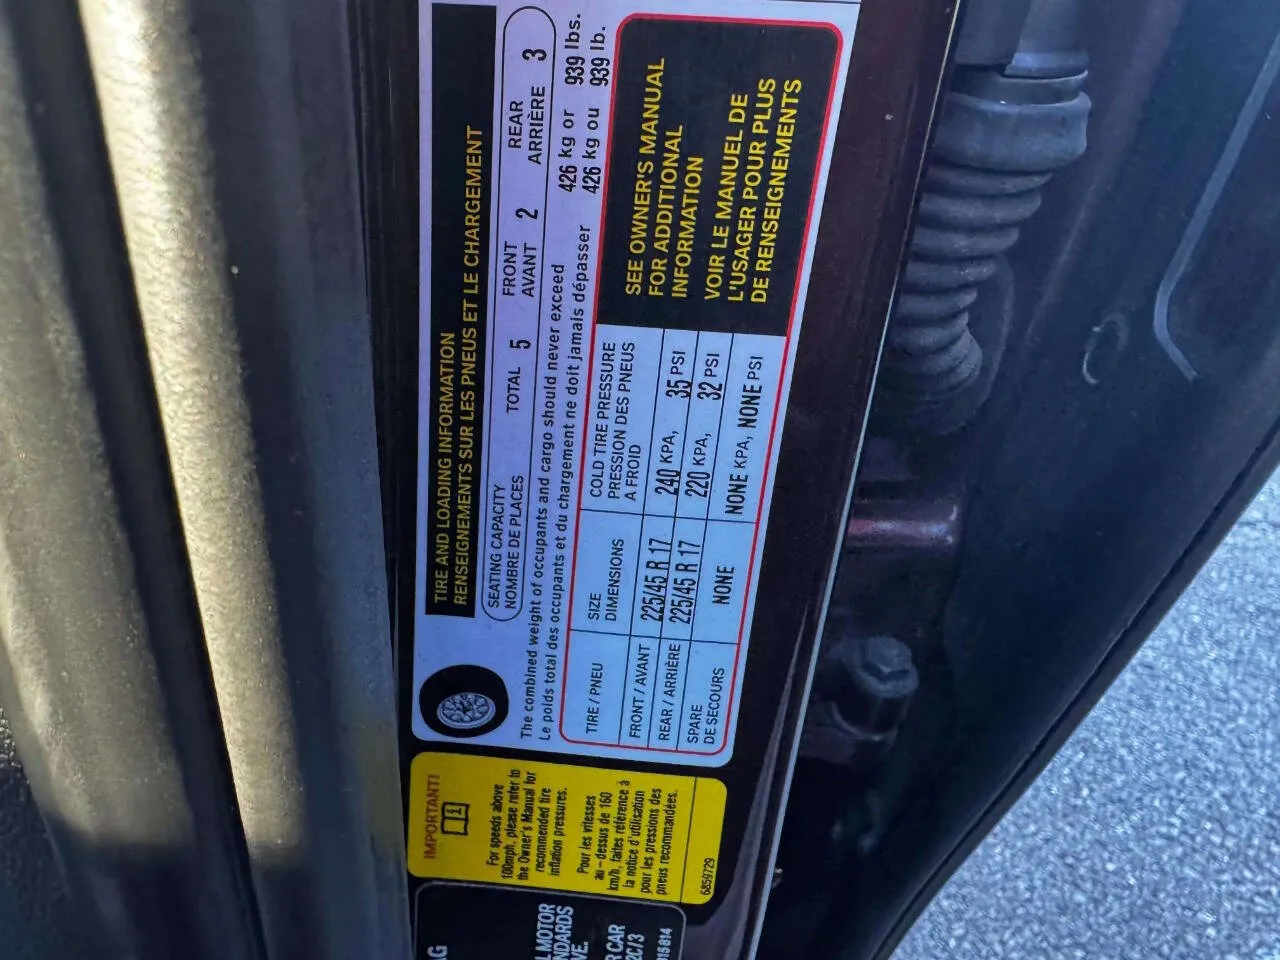 TIRE AND LOADING INFORMATION
RENSEIGNEMENTS SUR LES PNEUS ET LE CHARGEMENT
SEATING CAPACITY TOTAL 5 FRONT 2 REAR 3
NOMBRE DE PLACES AVANT ARRIÈRE
The combined weight of occupants and cargo should never exceed 426 kg or 939 lbs.
Le poids total des occupants et du chargement ne doit jamais dépasser 426 kg ou 939 lb.
TIRE / PNEU SIZE COLD TIRE PRESSURE
DIMENSIONS PRESSION DES PNEUS
A FROID
FRONT / AVANT 225/45 R 17 240 KPA, 35 PSI
REAR / ARRIÈRE 225/45 R 17 220 KPA, 32 PSI
SPARE NONE NONE KPA, NONE PSI
DE SECOURS
SEE OWNER'S MANUAL
FOR ADDITIONAL
INFORMATION
VOIR LE MANUEL DE
L'USAGER POUR PLUS
DE RENSEIGNEMENTS
IMPORTANT!
For speeds above
100mph, please refer to
the Owner's Manual for
recommended tire
inflation pressures.
Pour les vitesses
au-dessus de 160
km/h, faites référence à
la notice d'utilisation
pour les pressions des
pneus recommandées.
6859729
AG
L MOTOR
NDARDS
VE.
R CAR
2C73